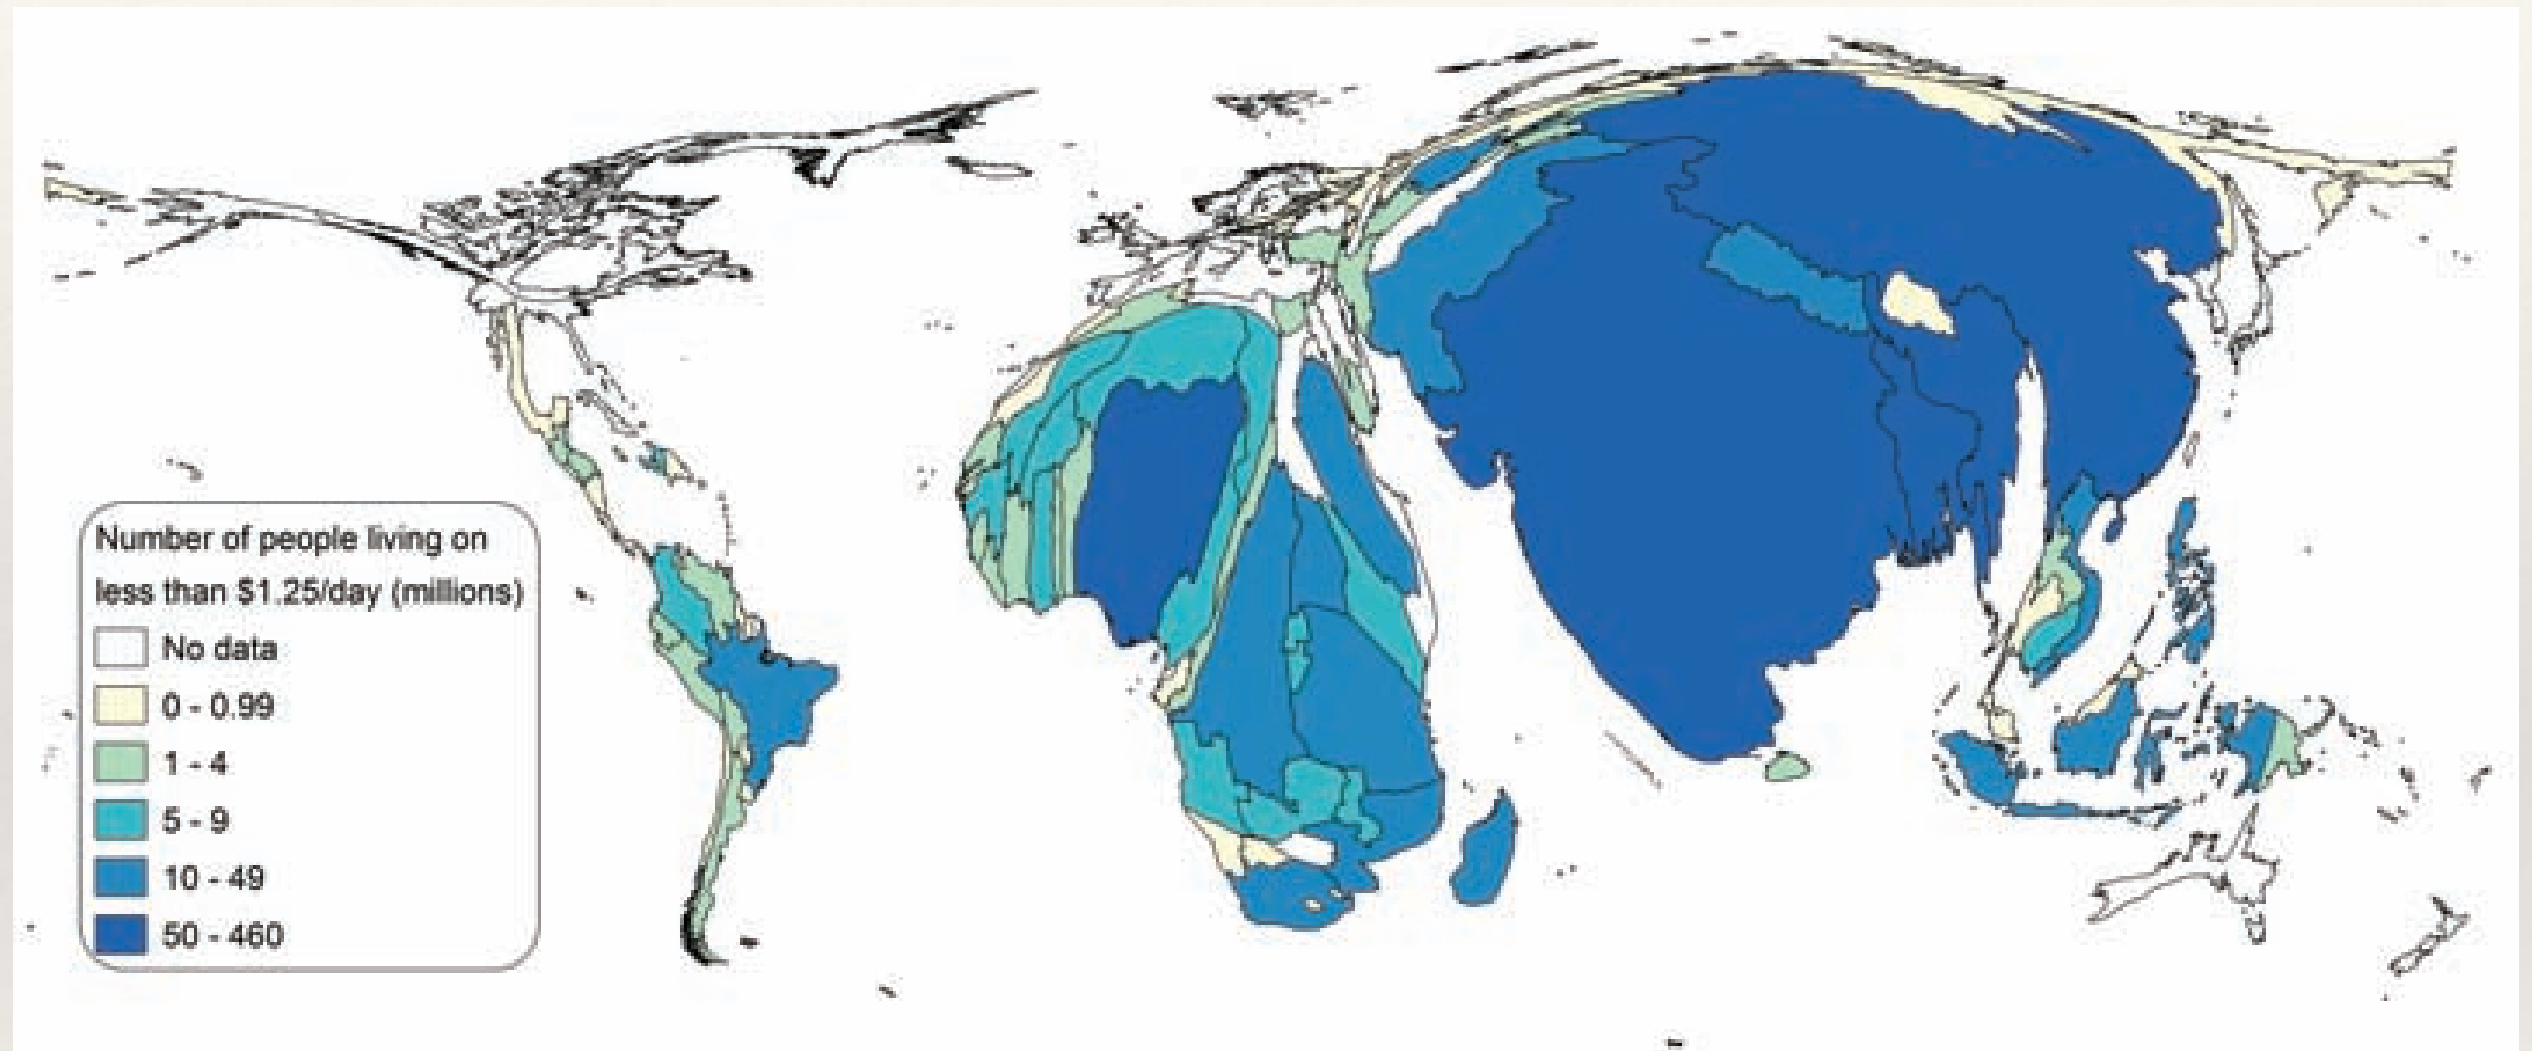 Number of people living on
less than $1.25/day (millions)
No data
0 - 0.99
1 - 4
5 - 9
10 - 49
50 - 460